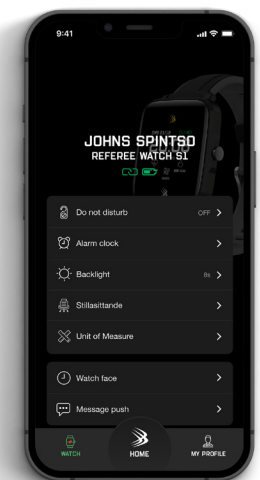 9:41
JOHNS SPINTSO
REFEREE WATCH S1
Do not disturb OFF
Alarm clock
Backlight 8s
Stillasittande
Unit of Measure
Watch face
Message push
WATCH HOME MY PROFILE